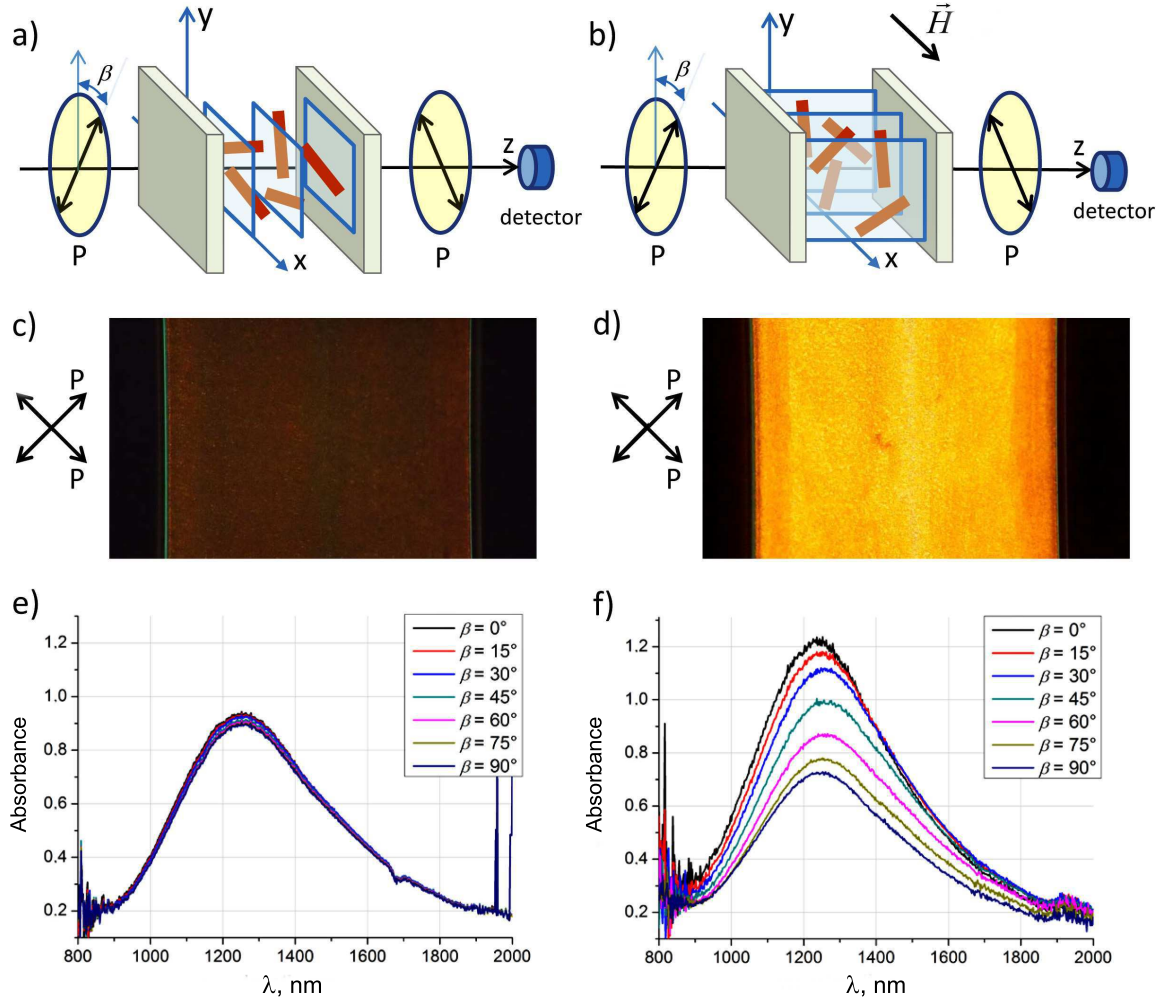 a)
y
β
P
x
z
P
detector
b)
H
y
β
P
x
z
P
detector
c)
P
P
d)
P
P
e)
Absorbance
1.2
1.0
0.8
0.6
0.4
0.2
800 1000 1200 1400 1600 1800 2000
λ, nm
β = 0°
β = 15°
β = 30°
β = 45°
β = 60°
β = 75°
β = 90°
f)
Absorbance
1.2
1.0
0.8
0.6
0.4
0.2
800 1000 1200 1400 1600 1800 2000
λ, nm
β = 0°
β = 15°
β = 30°
β = 45°
β = 60°
β = 75°
β = 90°